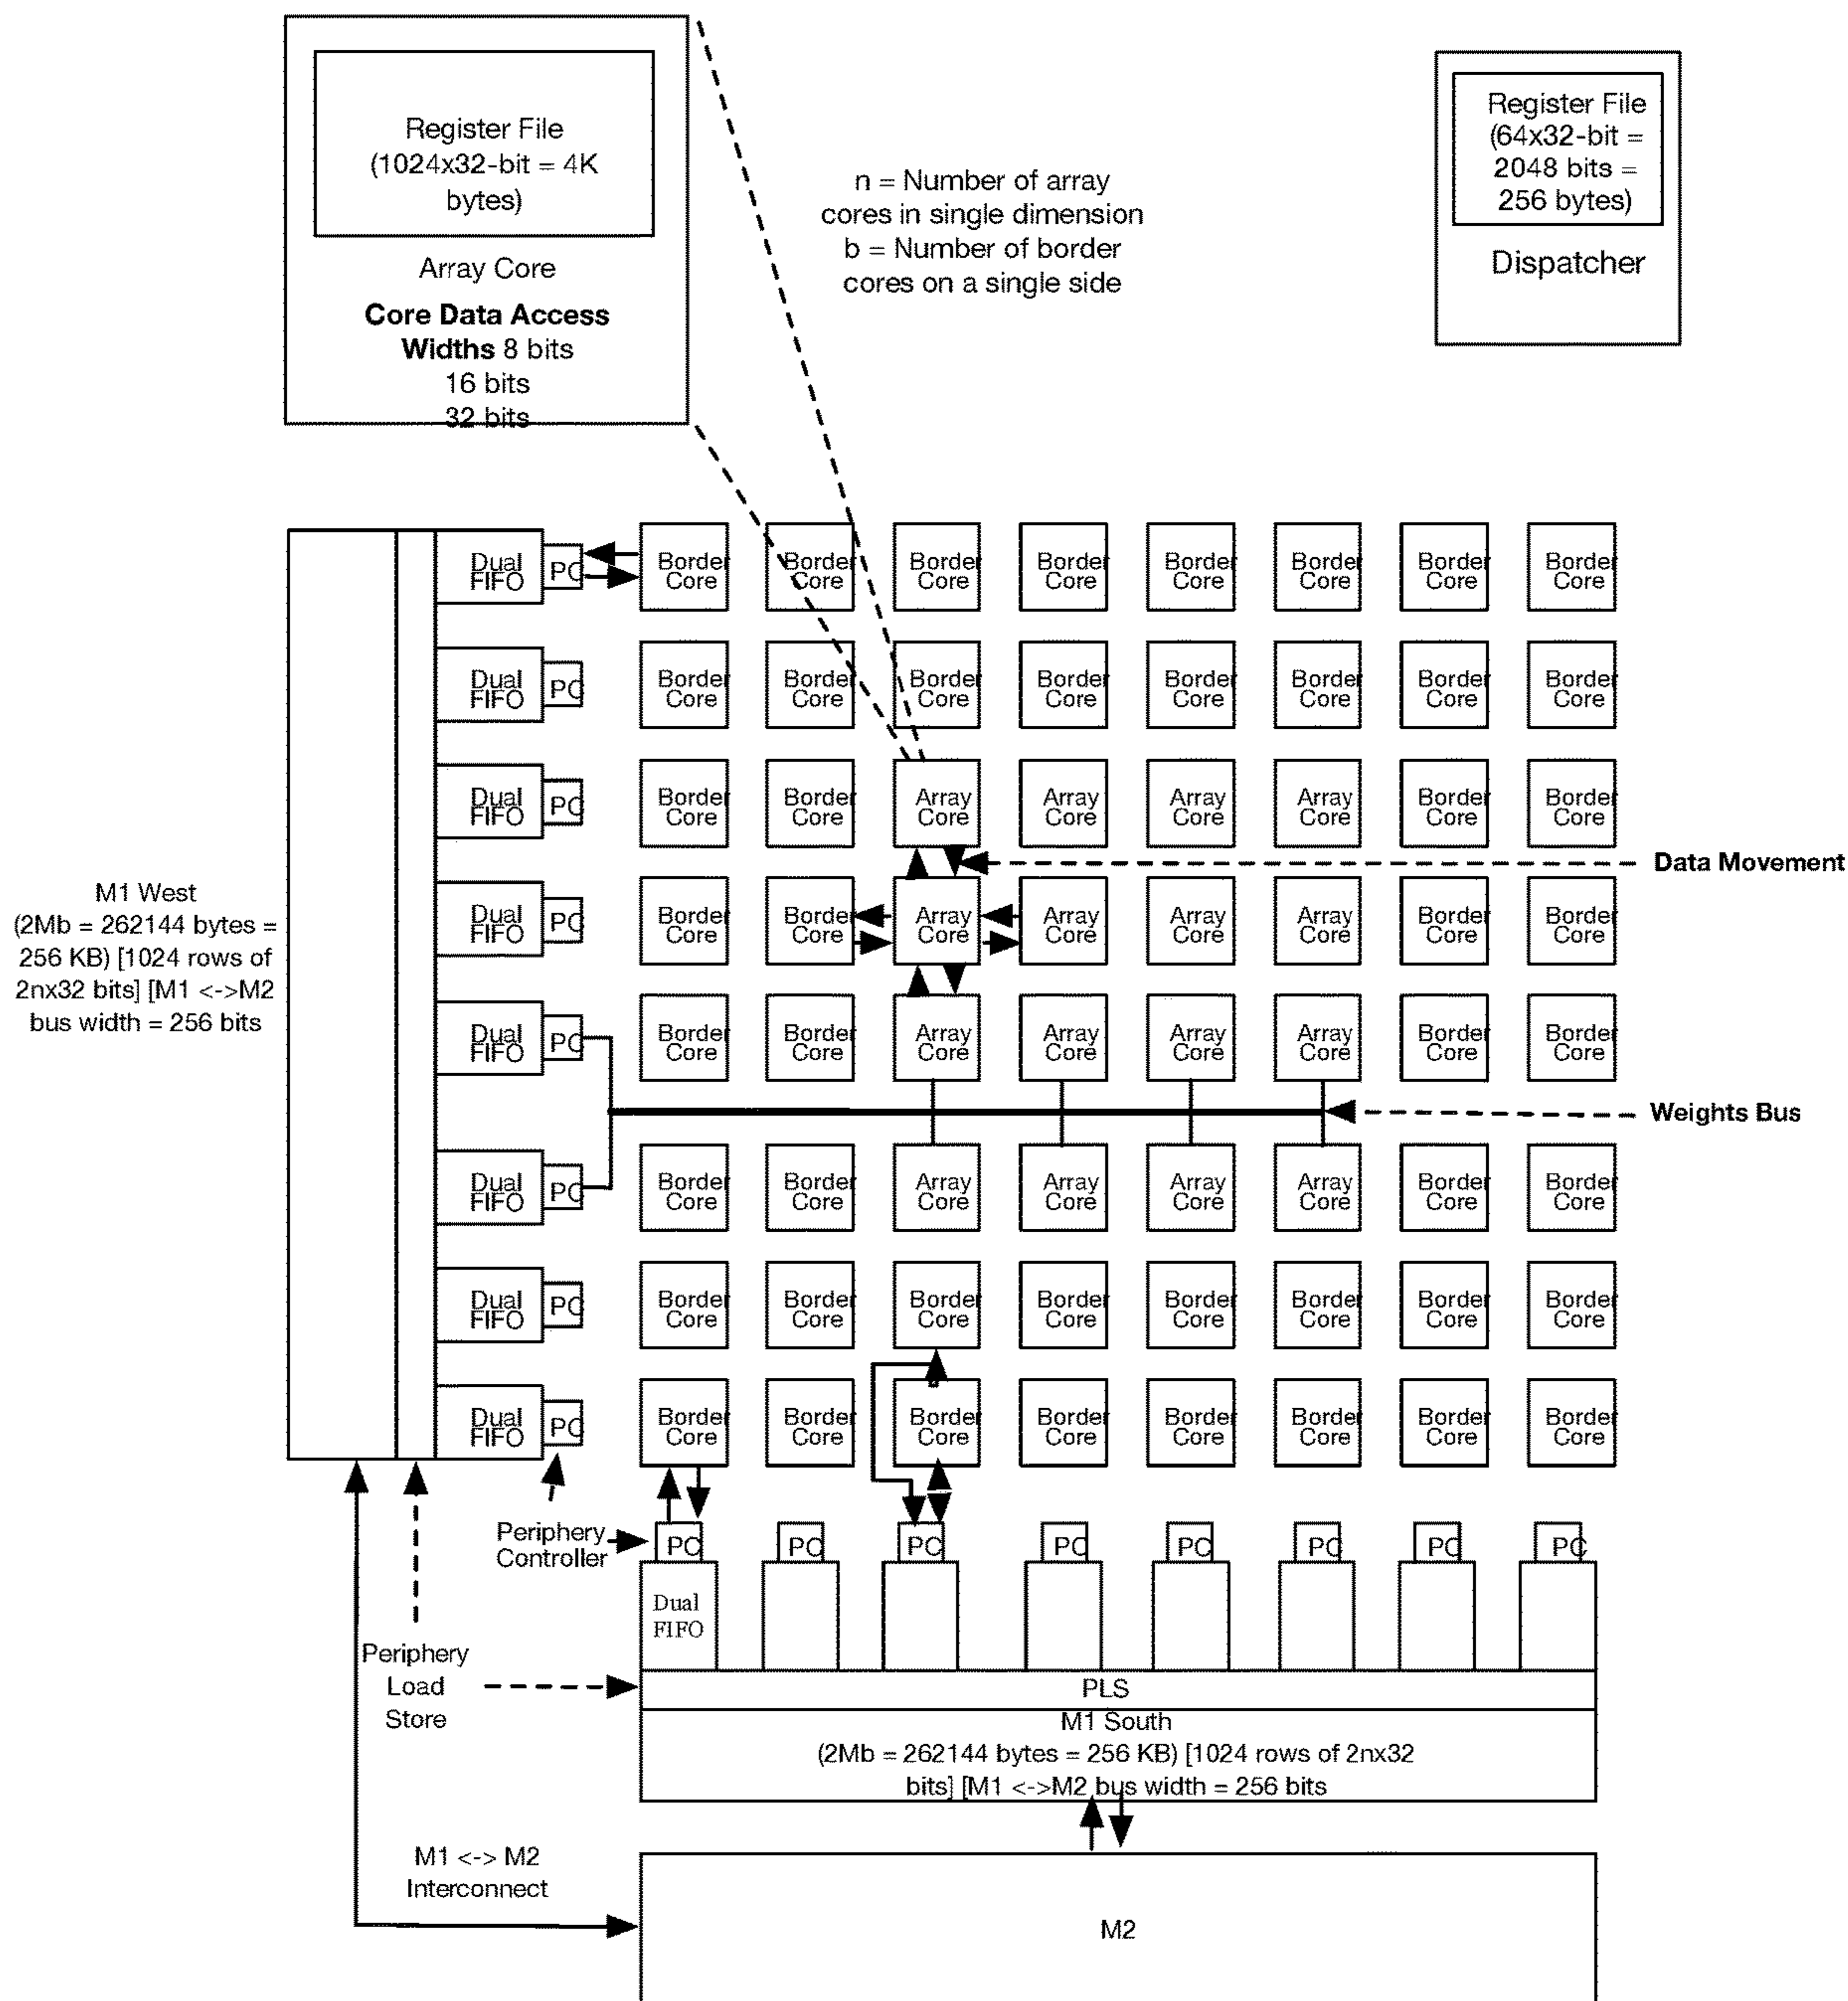 Register File
(1024x32-bit = 4K
bytes)
Array Core
Core Data Access
Widths 8 bits
16 bits
32 bits
n = Number of array
cores in single dimension
b = Number of border
cores on a single side
Register File
(64x32-bit =
2048 bits =
256 bytes)
Dispatcher
Dual
FIFO
PC
Border
Core
Border
Core
Border
Core
Border
Core
Border
Core
Border
Core
Border
Core
Border
Core
Dual
FIFO
PC
Border
Core
Border
Core
Border
Core
Border
Core
Border
Core
Border
Core
Border
Core
Border
Core
Dual
FIFO
PC
Border
Core
Border
Core
Array
Core
Array
Core
Array
Core
Array
Core
Border
Core
Border
Core
Data Movement
M1 West
(2Mb = 262144 bytes =
256 KB) [1024 rows of
2nx32 bits] [M1 <->M2
bus width = 256 bits
Dual
FIFO
PC
Border
Core
Border
Core
Array
Core
Array
Core
Array
Core
Array
Core
Border
Core
Border
Core
Dual
FIFO
PC
Border
Core
Border
Core
Array
Core
Array
Core
Array
Core
Array
Core
Border
Core
Border
Core
Weights Bus
Dual
FIFO
PC
Border
Core
Border
Core
Array
Core
Array
Core
Array
Core
Array
Core
Border
Core
Border
Core
Dual
FIFO
PC
Border
Core
Border
Core
Border
Core
Border
Core
Border
Core
Border
Core
Border
Core
Border
Core
Dual
FIFO
PC
Border
Core
Border
Core
Border
Core
Border
Core
Border
Core
Border
Core
Border
Core
Border
Core
Periphery
Controller
PC
PC
PC
PC
PC
PC
PC
PC
Dual
FIFO
Periphery
Load
Store
PLS
M1 South
(2Mb = 262144 bytes = 256 KB) [1024 rows of 2nx32
bits] [M1 <->M2 bus width = 256 bits
M1 <-> M2
Interconnect
M2